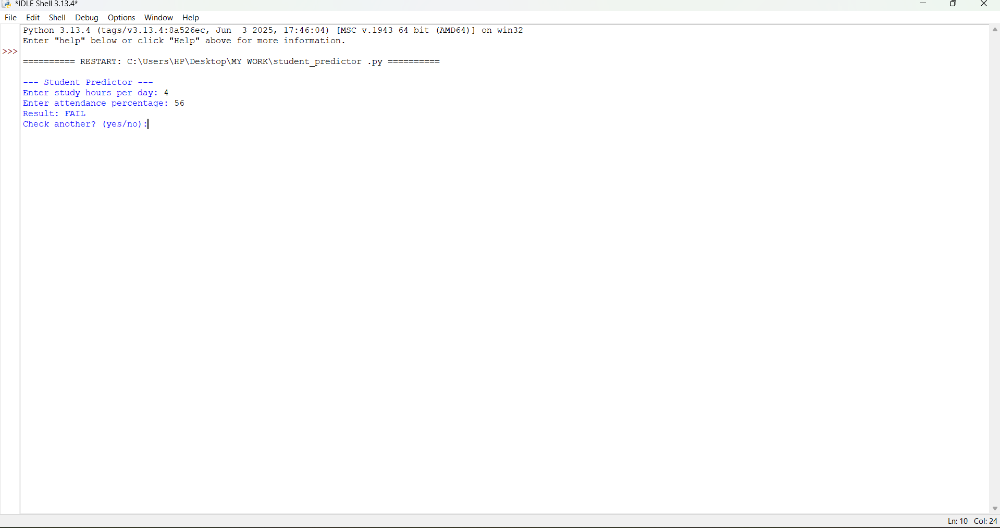 *IDLE Shell 3.13.4*
File Edit Shell Debug Options Window Help
Python 3.13.4 (tags/v3.13.4:8a526ec, Jun  3 2025, 17:46:04) [MSC v.1943 64 bit (AMD64)] on win32
Enter "help" below or click "Help" above for more information.
>>>
========== RESTART: C:\Users\HP\Desktop\MY WORK\student_predictor .py ==========
--- Student Predictor ---
Enter study hours per day: 4
Enter attendance percentage: 56
Result: FAIL
Check another? (yes/no):
Ln: 10 Col: 24